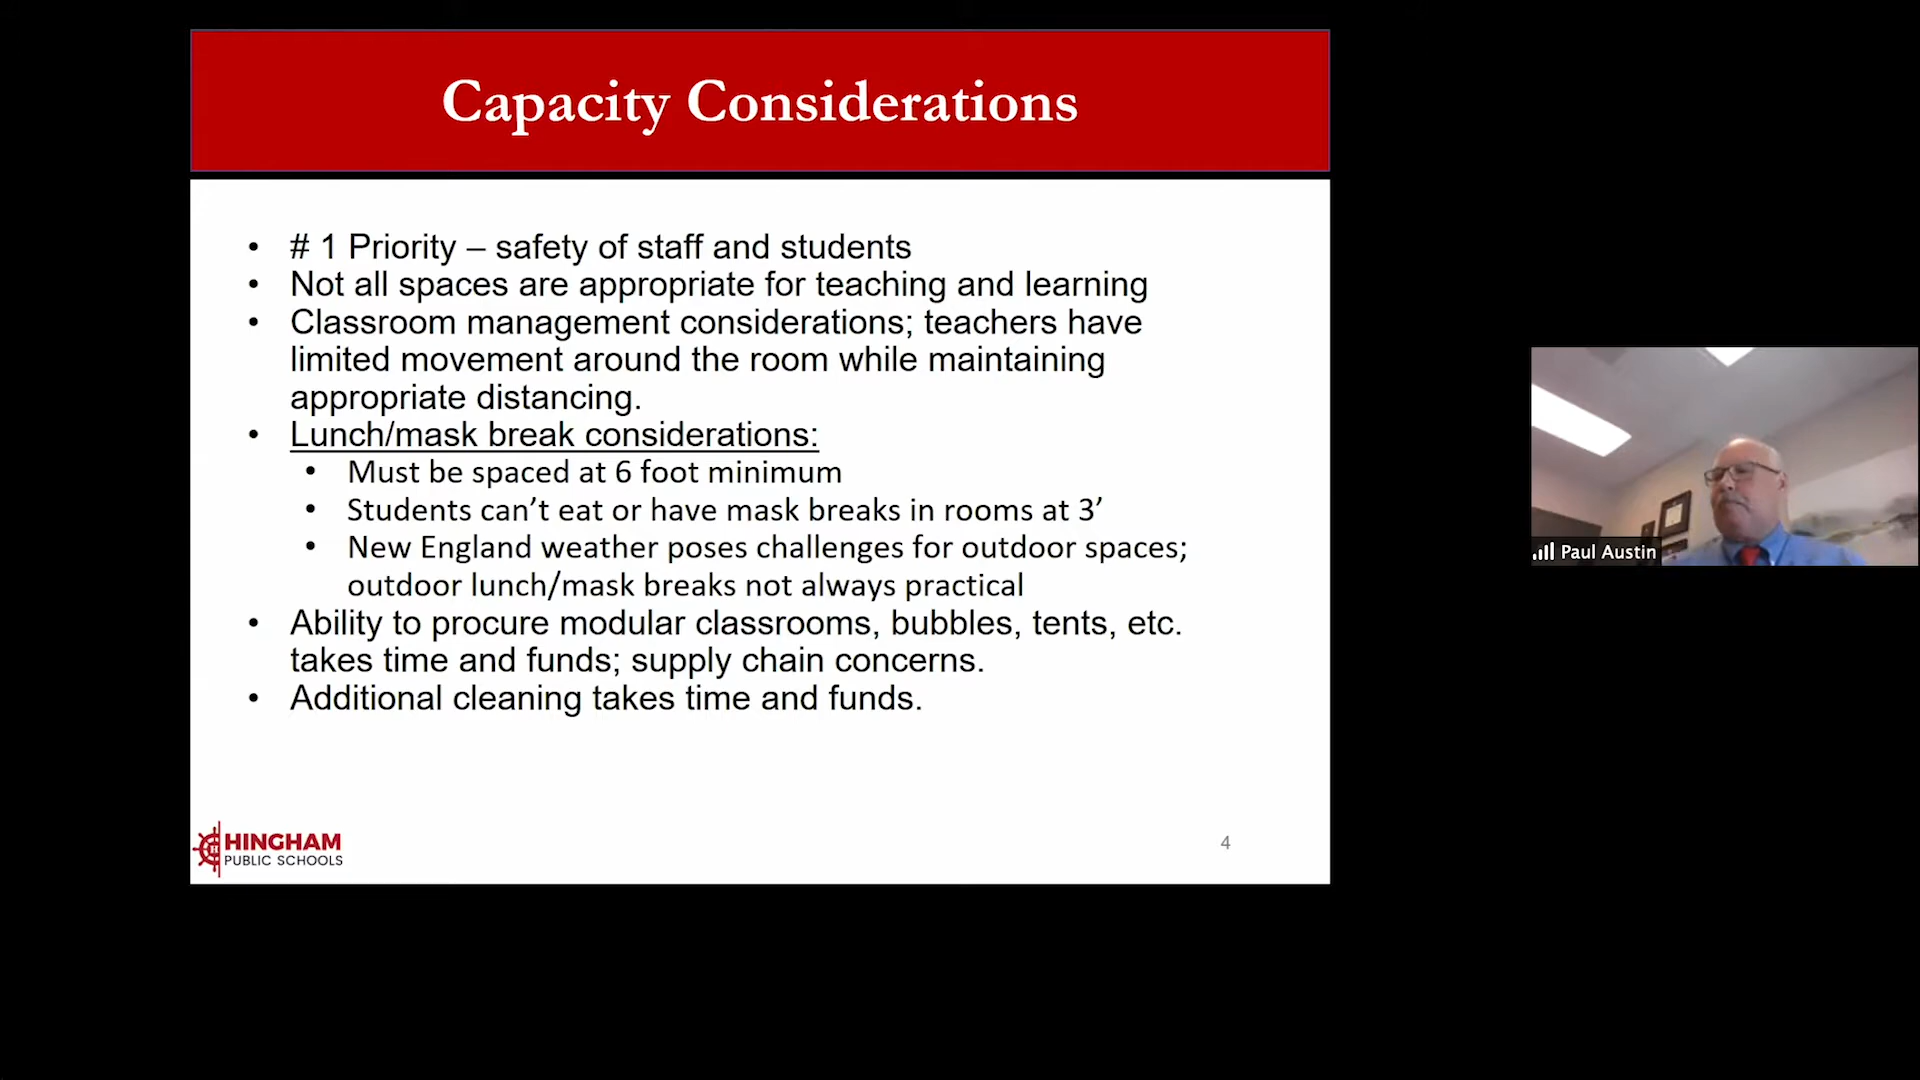 Capacity Considerations
• # 1 Priority – safety of staff and students
• Not all spaces are appropriate for teaching and learning
• Classroom management considerations; teachers have
limited movement around the room while maintaining
appropriate distancing.
• Lunch/mask break considerations:
• Must be spaced at 6 foot minimum
• Students can’t eat or have mask breaks in rooms at 3’
• New England weather poses challenges for outdoor spaces;
outdoor lunch/mask breaks not always practical
• Ability to procure modular classrooms, bubbles, tents, etc.
takes time and funds; supply chain concerns.
• Additional cleaning takes time and funds.
H
HINGHAM
PUBLIC SCHOOLS
4
Paul Austin